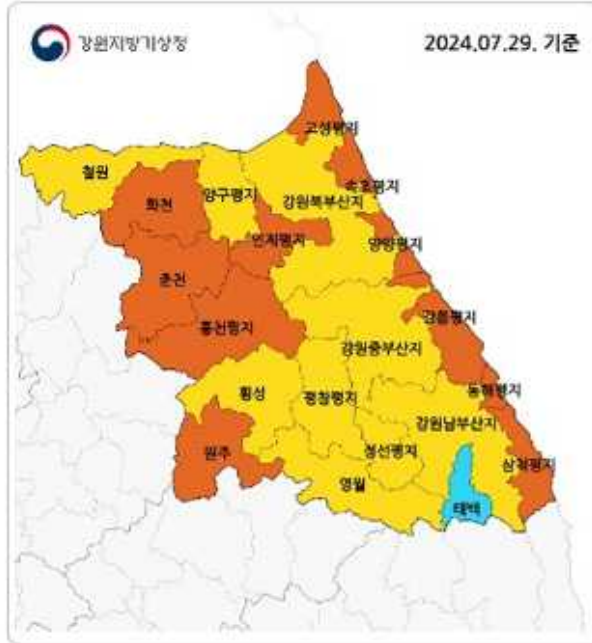 강원지방기상청
2024.07.29. 기준
고성평지
철원
속초평지
양구평지
화천
강원북부산지
인제평지
양양평지
춘천
강릉평지
홍천평지
강원중부산지
동해평지
횡성
평창평지
강원남부산지
원주
정선평지
삼척평지
영월
태백